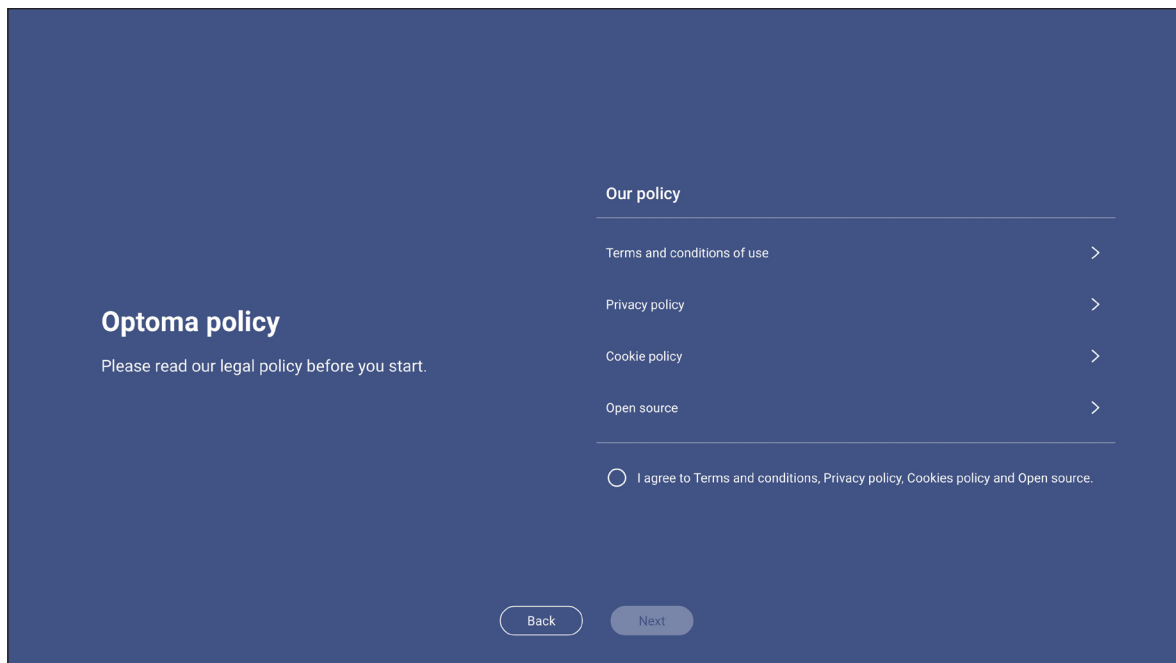 Optoma policy
Please read our legal policy before you start.
Our policy
Terms and conditions of use
Privacy policy
Cookie policy
Open source
I agree to Terms and conditions, Privacy policy, Cookies policy and Open source.
Back
Next